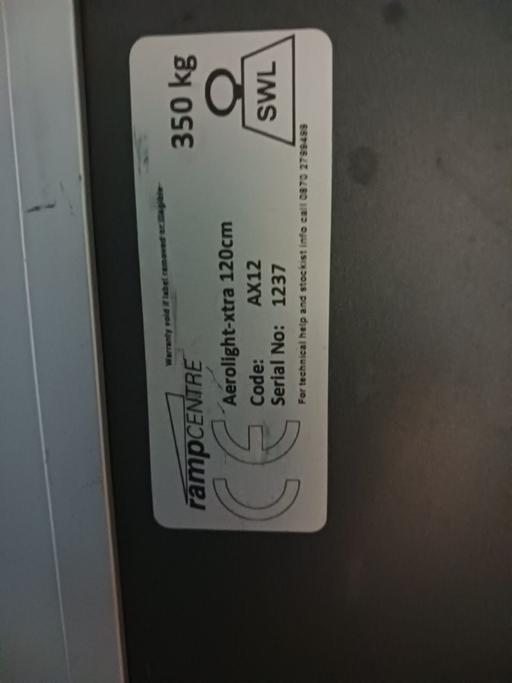 Warranty void if label removed or illegible
rampCENTRE
350 kg
SWL
Aerolight-xtra 120cm
Code: AX12
Serial No: 1237
CE
For technical help and stockist info call 0870 2799499